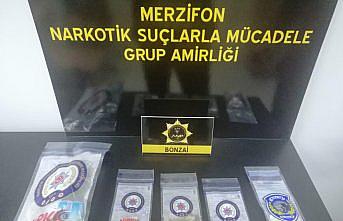 MERZİFON
NARKOTİK SUÇLARLA MÜCADELE
GRUP AMİRLİĞİ
BONZAİ